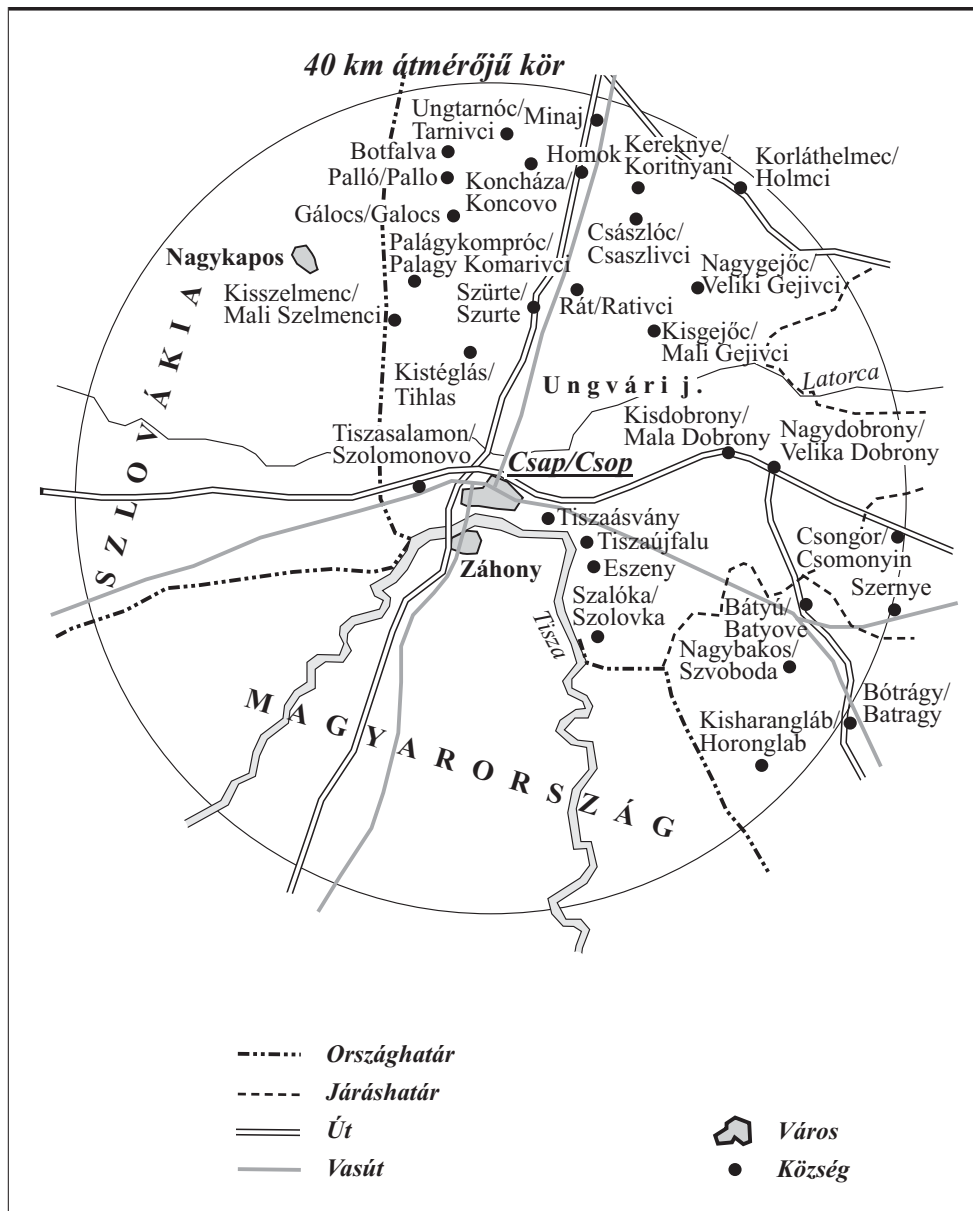 40 km átmérőjű kör
Ungtarnóc/
Tarnivci
Minaj
Botfalva
Homok
Kereknye/
Koritnyani
Korláthelmec/
Holmci
Palló/Pallo
Koncháza/
Koncovo
Gálocs/Galocs
Császlóc/
Csaszlivci
Nagykapos
Palágykompróc/
Palagy Komarivci
Nagygejőc/
Veliki Gejivci
Kisszelmenc/
Mali Szelmenci
Szürte/
Szurte
Rát/Rativci
Kisgejőc/
Mali Gejivci
Kistéglás/
Tihlas
Ungvári j.
Latorca
SZLOVÁKIA
Tiszasalamon/
Szolomonovo
Kisdobrony/
Mala Dobrony
Nagydobrony/
Velika Dobrony
Csap/Csop
Tiszaásvány
Tiszaújfalu
Csongor/
Csomonyin
Záhony
Eszeny
Szernye
Szalóka/
Szolovka
Bátyú/
Batyove
Tisza
Nagybakos/
Szvoboda
Bótrágy/
Batragy
Kisharangláb/
Horonglab
MAGYARORSZÁG
Országhatár
Járáshatár
Út
Város
Vasút
Község